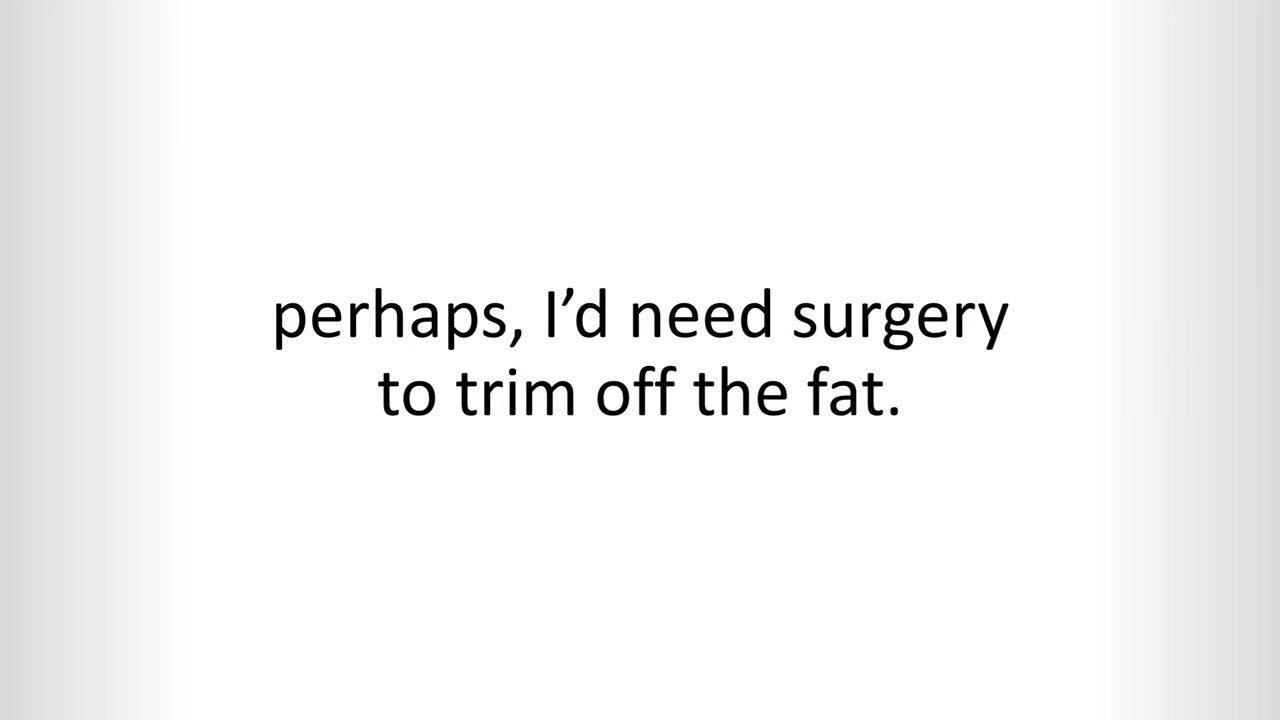 perhaps, I’d need surgery
to trim off the fat.